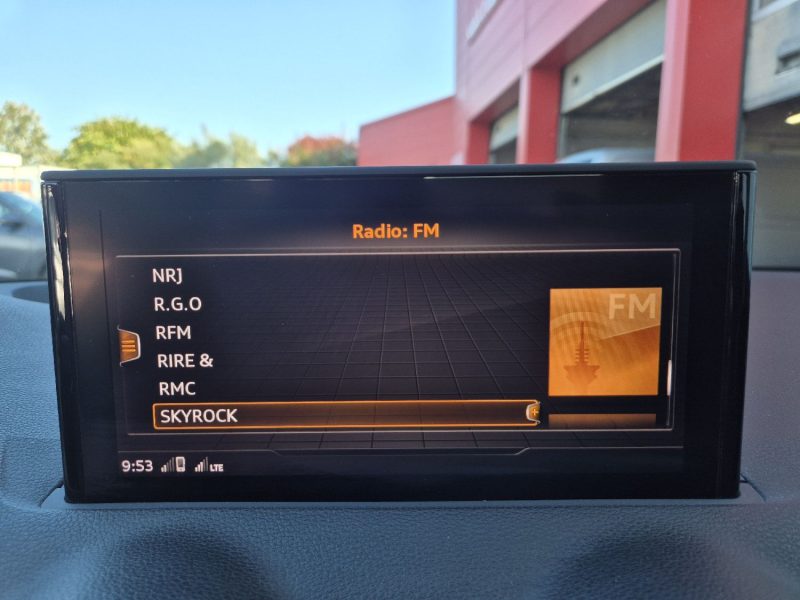 Radio: FM
NRJ
R.G.O
RFM
RIRE &
RMC
SKYROCK
FM
9:53 LTE